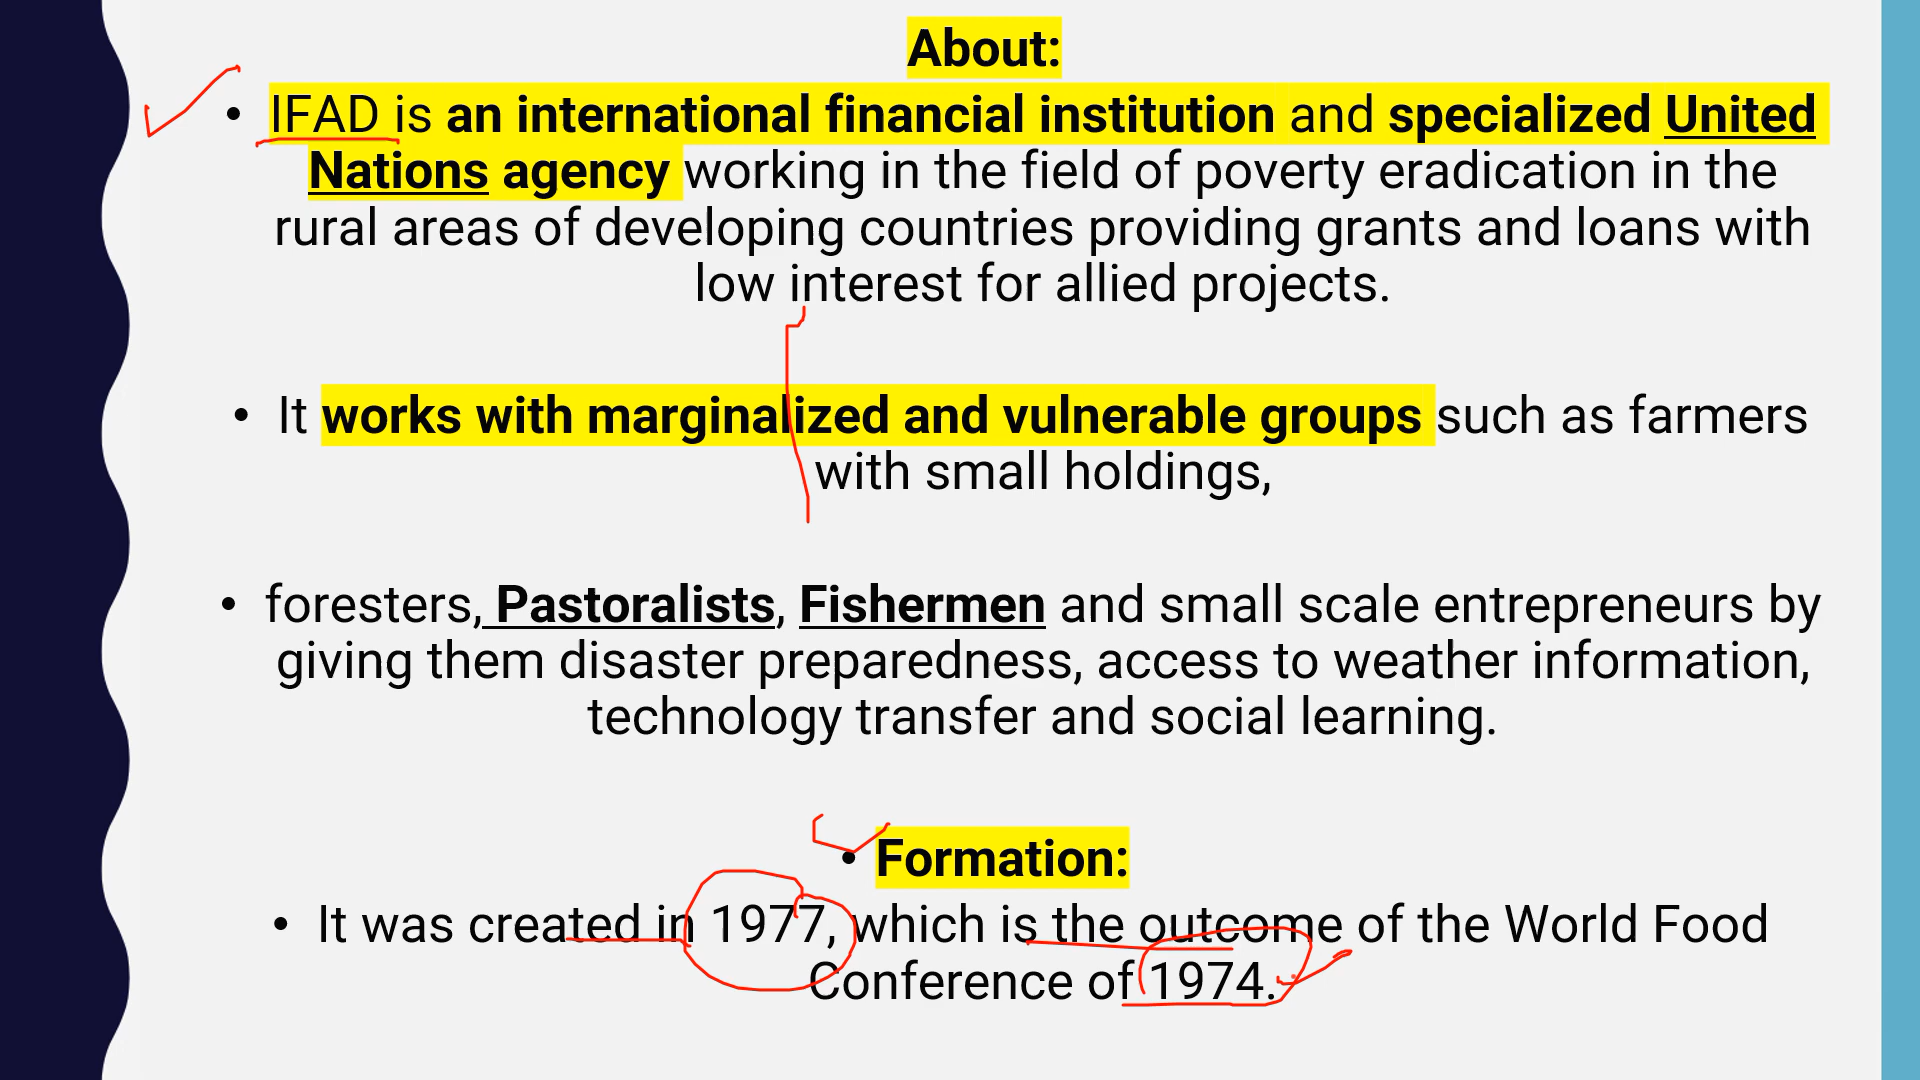 About:
• IFAD is an international financial institution and specialized United
Nations agency working in the field of poverty eradication in the
rural areas of developing countries providing grants and loans with
low interest for allied projects.
• It works with marginalized and vulnerable groups such as farmers
with small holdings,
• foresters, Pastoralists, Fishermen and small scale entrepreneurs by
giving them disaster preparedness, access to weather information,
technology transfer and social learning.
• Formation:
• It was created in 1977, which is the outcome of the World Food
Conference of 1974.